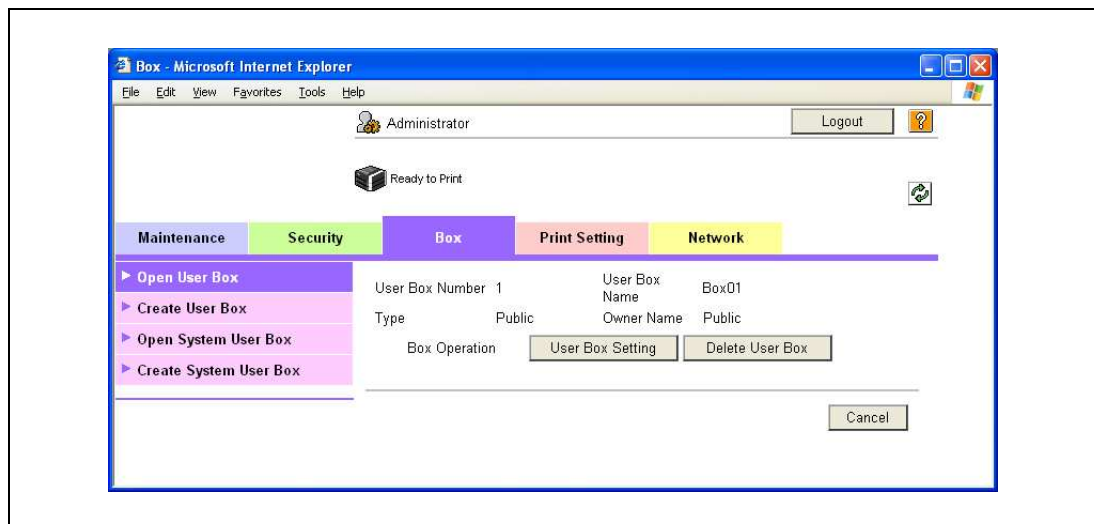 Box - Microsoft Internet Explorer
File Edit View Favorites Tools Help
Administrator Logout ?
Ready to Print
Maintenance Security Box Print Setting Network
Open User Box
Create User Box
Open System User Box
Create System User Box
User Box Number 1 User Box Name Box01
Type Public Owner Name Public
Box Operation User Box Setting Delete User Box
Cancel